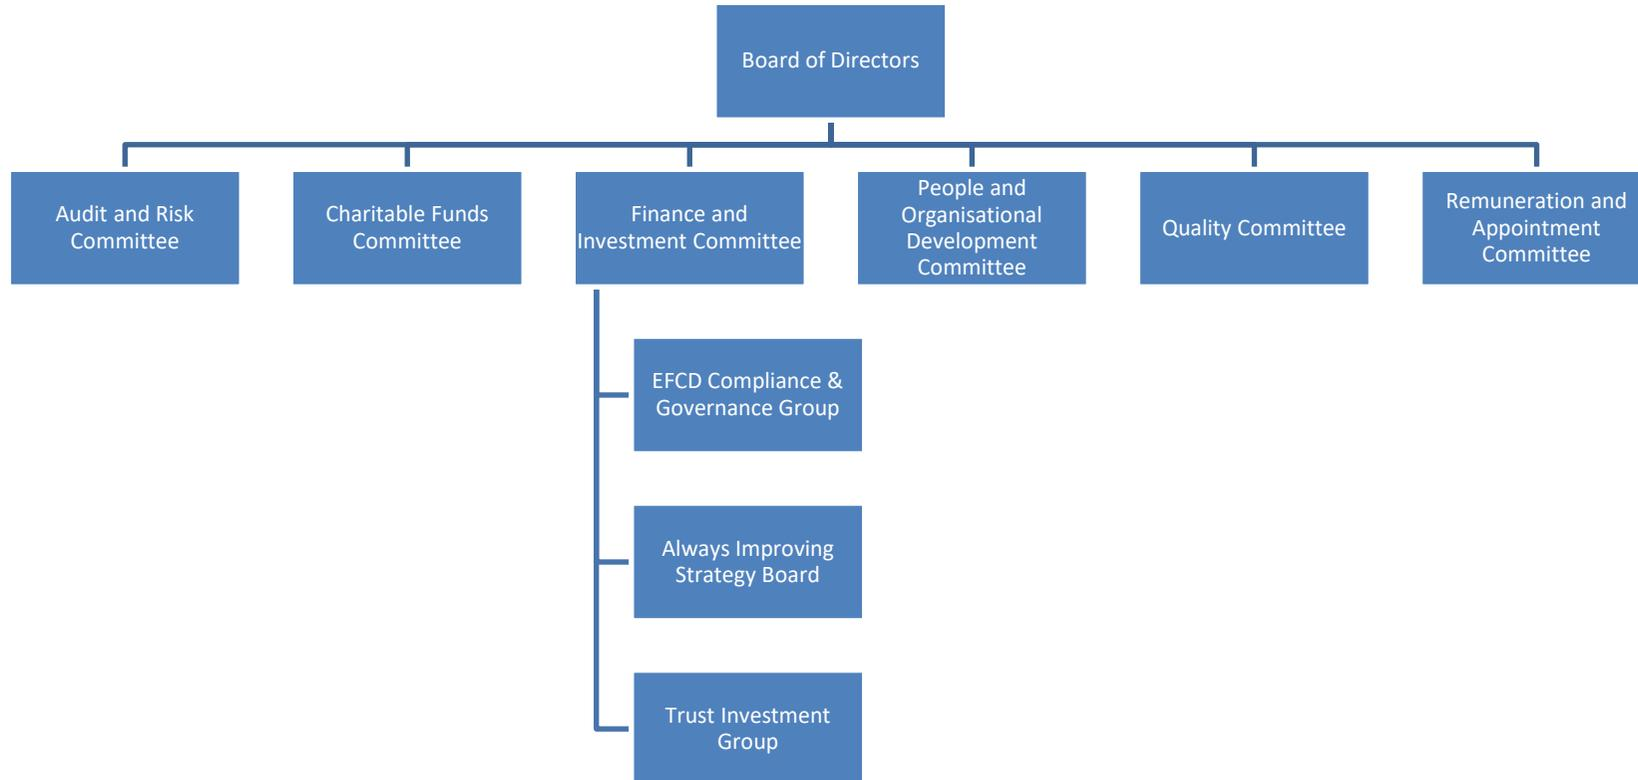 Board of Directors
Audit and Risk
Committee
Charitable Funds
Committee
Finance and
Investment Committee
People and
Organisational
Development
Committee
Quality Committee
Remuneration and
Appointment
Committee
EFCD Compliance &
Governance Group
Always Improving
Strategy Board
Trust Investment
Group